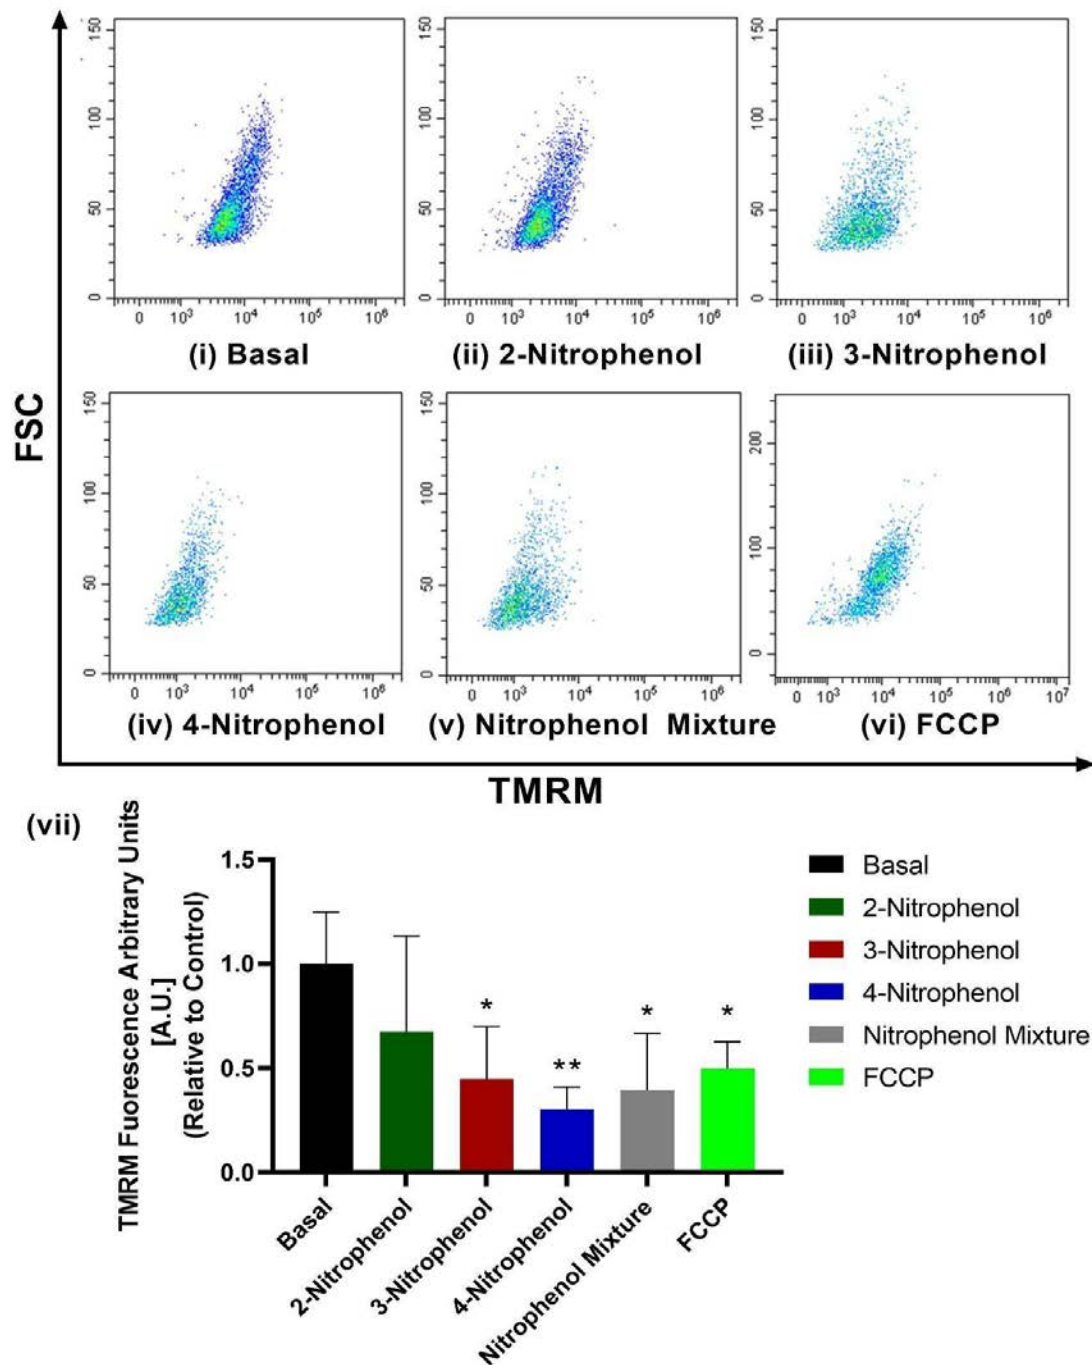 150
100
50
0
0 10³ 10⁴ 10⁵ 10⁶
(i) Basal
150
100
50
0
0 10³ 10⁴ 10⁵ 10⁶
(ii) 2-Nitrophenol
150
100
50
0
0 10³ 10⁴ 10⁵ 10⁶
(iii) 3-Nitrophenol
FSC
150
100
50
0
0 10³ 10⁴ 10⁵ 10⁶
(iv) 4-Nitrophenol
150
100
50
0
0 10³ 10⁴ 10⁵ 10⁶
(v) Nitrophenol Mixture
200
100
0
0 10³ 10⁴ 10⁵ 10⁶ 10⁷
(vi) FCCP
TMRM
(vii)
TMRM Fuorescence Arbitrary Units
[A.U.]
(Relative to Control)
1.5
1.0
0.5
0.0
*
**
*
*
Basal
2-Nitrophenol
3-Nitrophenol
4-Nitrophenol
Nitrophenol Mixture
FCCP
Basal
2-Nitrophenol
3-Nitrophenol
4-Nitrophenol
Nitrophenol Mixture
FCCP